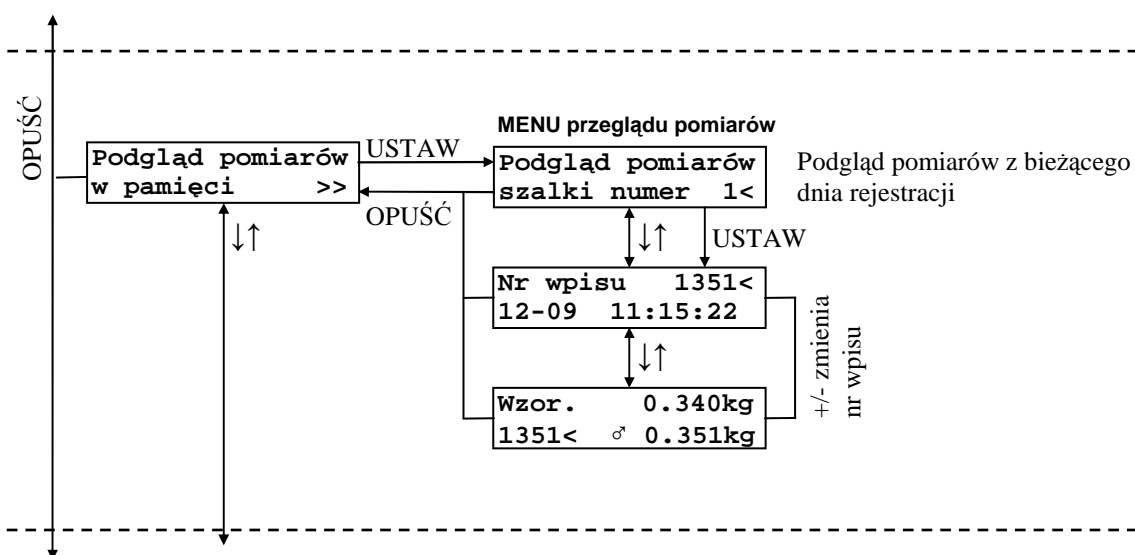 OPUŚĆ
Podgląd pomiarów
w pamięci >>
USTAW
OPUŚĆ
↓↑
MENU przeglądu pomiarów
Podgląd pomiarów
szalki numer 1<
Podgląd pomiarów z bieżącego
dnia rejestracji
↓↑
USTAW
Nr wpisu 1351<
12-09 11:15:22
↓↑
+/- zmienia
nr wpisu
Wzor. 0.340kg
1351< ♂ 0.351kg